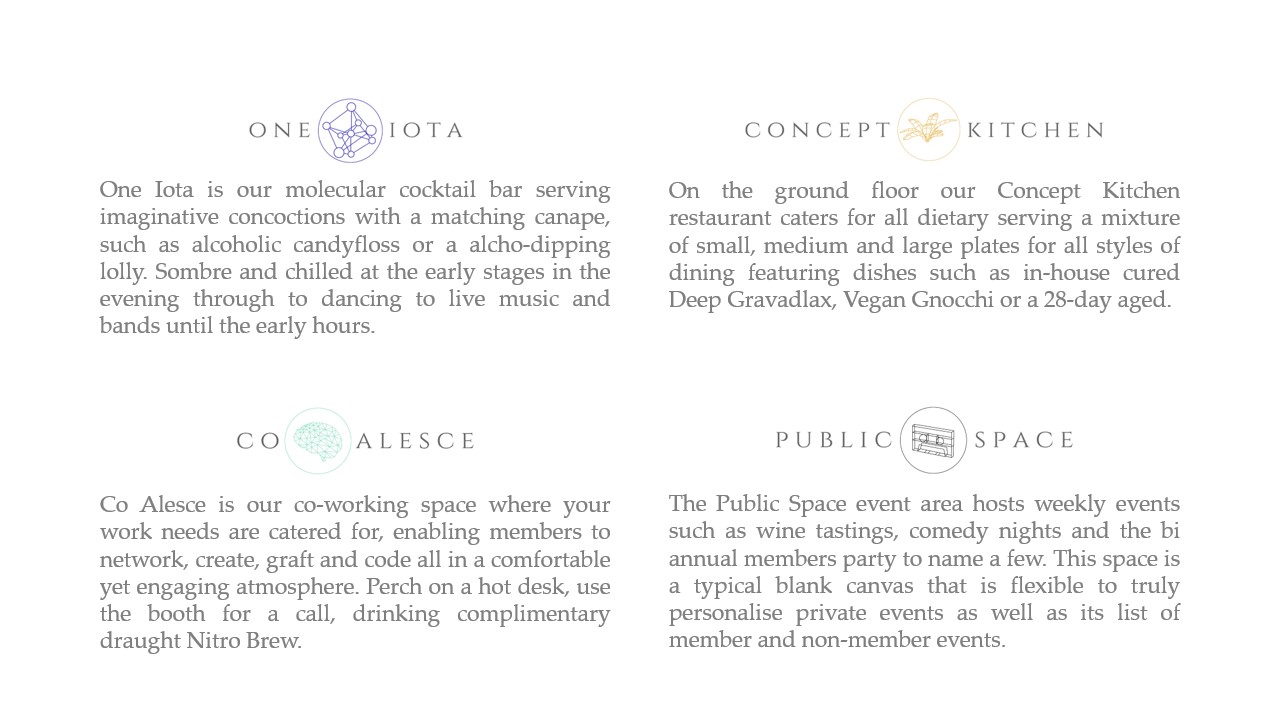 ONE IOTA
One Iota is our molecular cocktail bar serving
imaginative concoctions with a matching canape,
such as alcoholic candyfloss or a alcho-dipping
lolly. Sombre and chilled at the early stages in the
evening through to dancing to live music and
bands until the early hours.
CONCEPT KITCHEN
On the ground floor our Concept Kitchen
restaurant caters for all dietary serving a mixture
of small, medium and large plates for all styles of
dining featuring dishes such as in-house cured
Deep Gravadlax, Vegan Gnocchi or a 28-day aged.
CO ALESCE
Co Alesce is our co-working space where your
work needs are catered for, enabling members to
network, create, graft and code all in a comfortable
yet engaging atmosphere. Perch on a hot desk, use
the booth for a call, drinking complimentary
draught Nitro Brew.
PUBLIC SPACE
The Public Space event area hosts weekly events
such as wine tastings, comedy nights and the bi
annual members party to name a few. This space is
a typical blank canvas that is flexible to truly
personalise private events as well as its list of
member and non-member events.